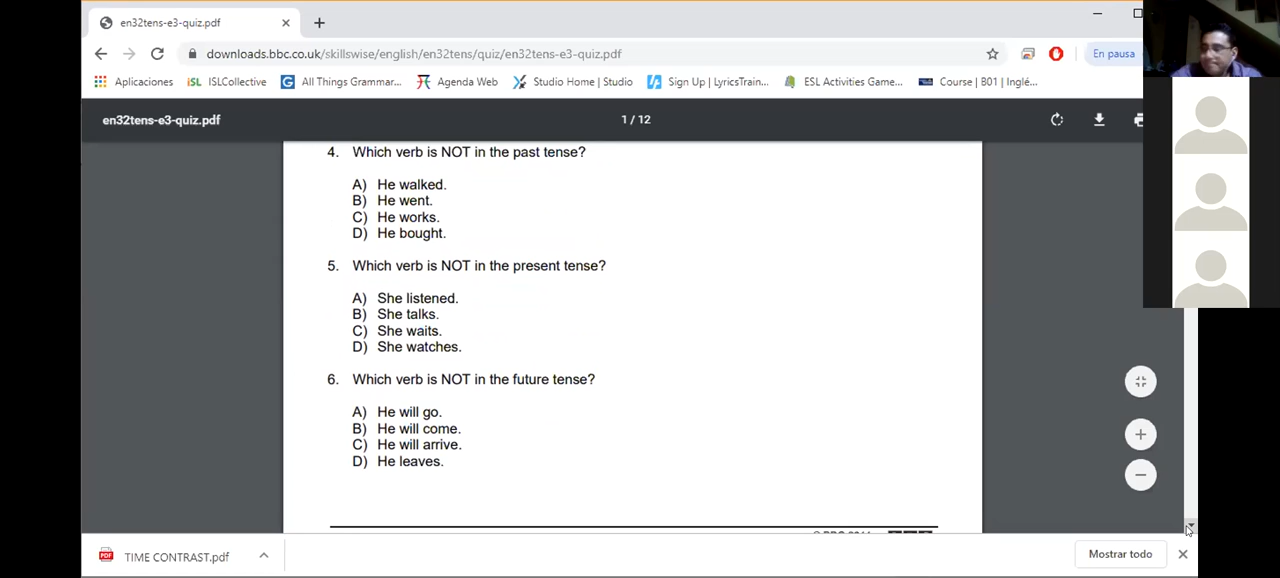 en32tens-e3-quiz.pdf
downloads.bbc.co.uk/skillswise/english/en32tens/quiz/en32tens-e3-quiz.pdf
En pausa
Aplicaciones iSL ISLCollective G All Things Grammar... Agenda Web Studio Home | Studio Sign Up | LyricsTrain... ESL Activities Game... Course | B01 | Inglé...
en32tens-e3-quiz.pdf 1 / 12
4. Which verb is NOT in the past tense?
A) He walked.
B) He went.
C) He works.
D) He bought.
5. Which verb is NOT in the present tense?
A) She listened.
B) She talks.
C) She waits.
D) She watches.
6. Which verb is NOT in the future tense?
A) He will go.
B) He will come.
C) He will arrive.
D) He leaves.
PDF TIME CONTRAST.pdf Mostrar todo